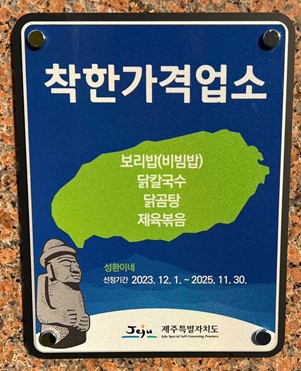 착한가격업소
보리밥(비빔밥)
닭칼국수
닭곰탕
제육볶음
성환이네
선정기간 2023. 12. 1. ~ 2025. 11. 30.
Jeju 제주특별자치도
Jeju Special Self-Governing Province